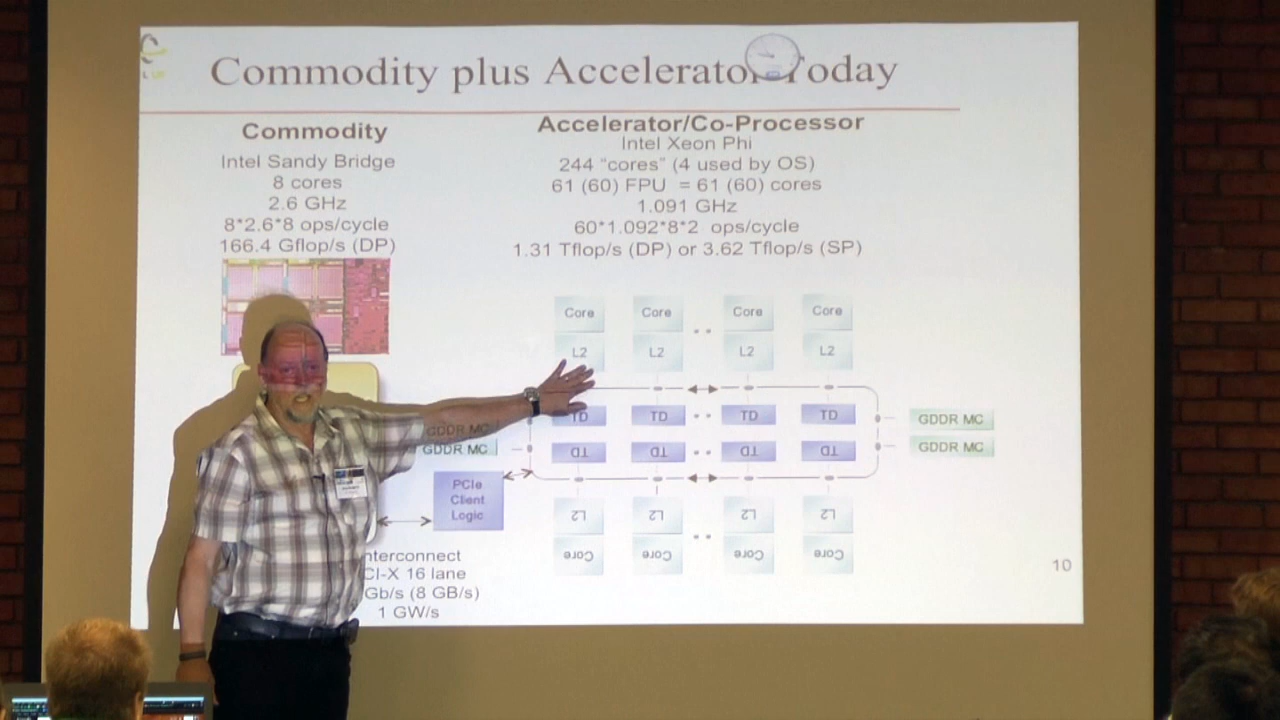 Commodity plus Accelerator Today
Commodity
Intel Sandy Bridge
8 cores
2.6 GHz
8*2.6*8 ops/cycle
166.4 Gflop/s (DP)
Accelerator/Co-Processor
Intel Xeon Phi
244 "cores" (4 used by OS)
61 (60) FPU = 61 (60) cores
1.091 GHz
60*1.092*8*2 ops/cycle
1.31 Tflop/s (DP) or 3.62 Tflop/s (SP)
Core Core Core Core
L2 L2 L2 L2
TD TD TD TD
GDDR MC GDDR MC
TD TD TD TD
GDDR MC GDDR MC
PCIe
Client
Logic
L2 L2 L2 L2
Core Core Core Core
nterconnect
CI-X 16 lane
Gb/s (8 GB/s)
1 GW/s
10